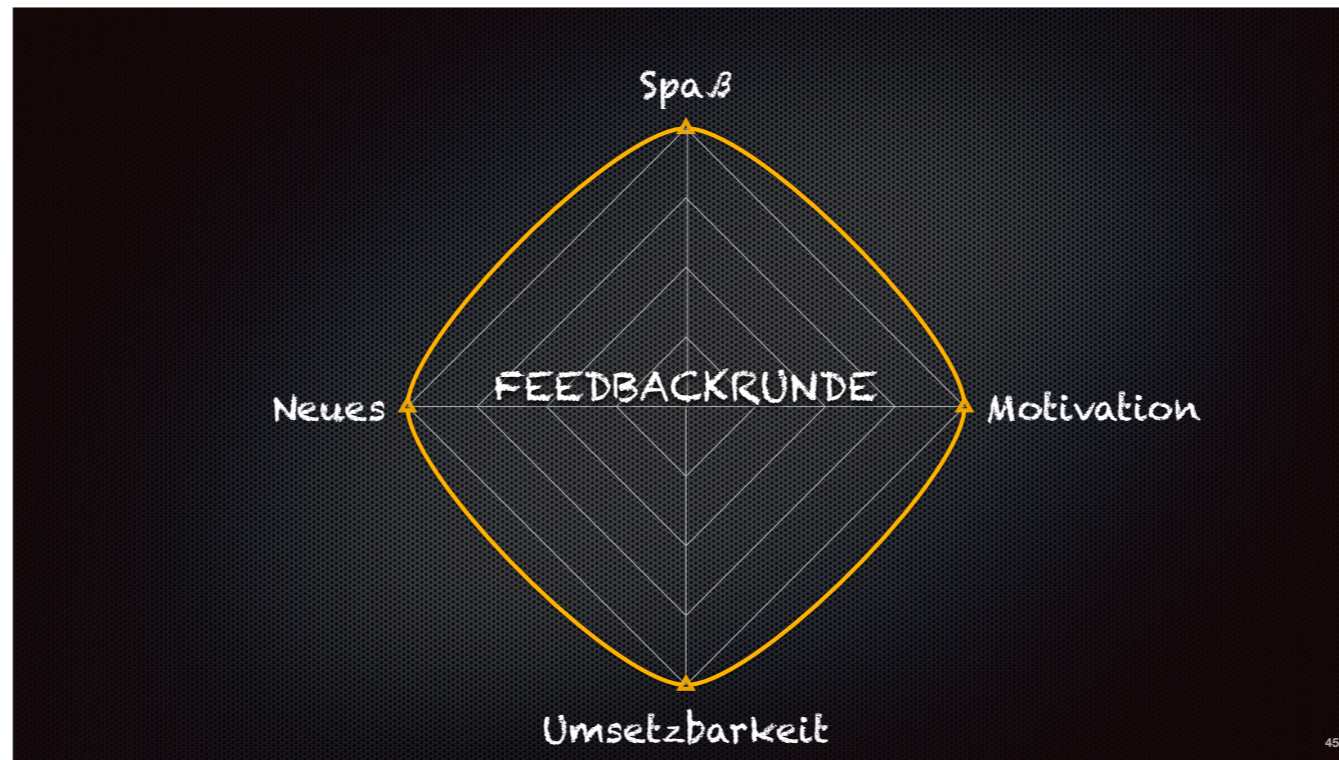 Spaß
FEEDBACKRUNDE
Neues
Motivation
Umsetzbarkeit
45